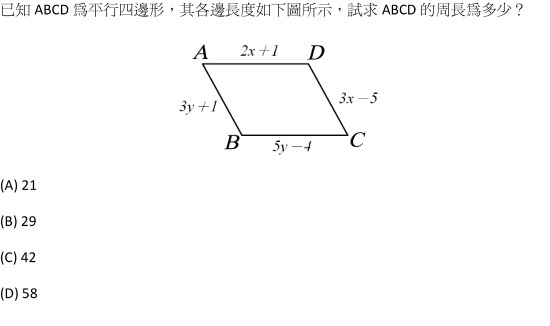 已知 ABCD 為平行四邊形，其各邊長度如下圖所示，試求 ABCD 的周長為多少？
A 2x+1 D
3y+1 3x－5
B 5y－4 C
(A) 21
(B) 29
(C) 42
(D) 58